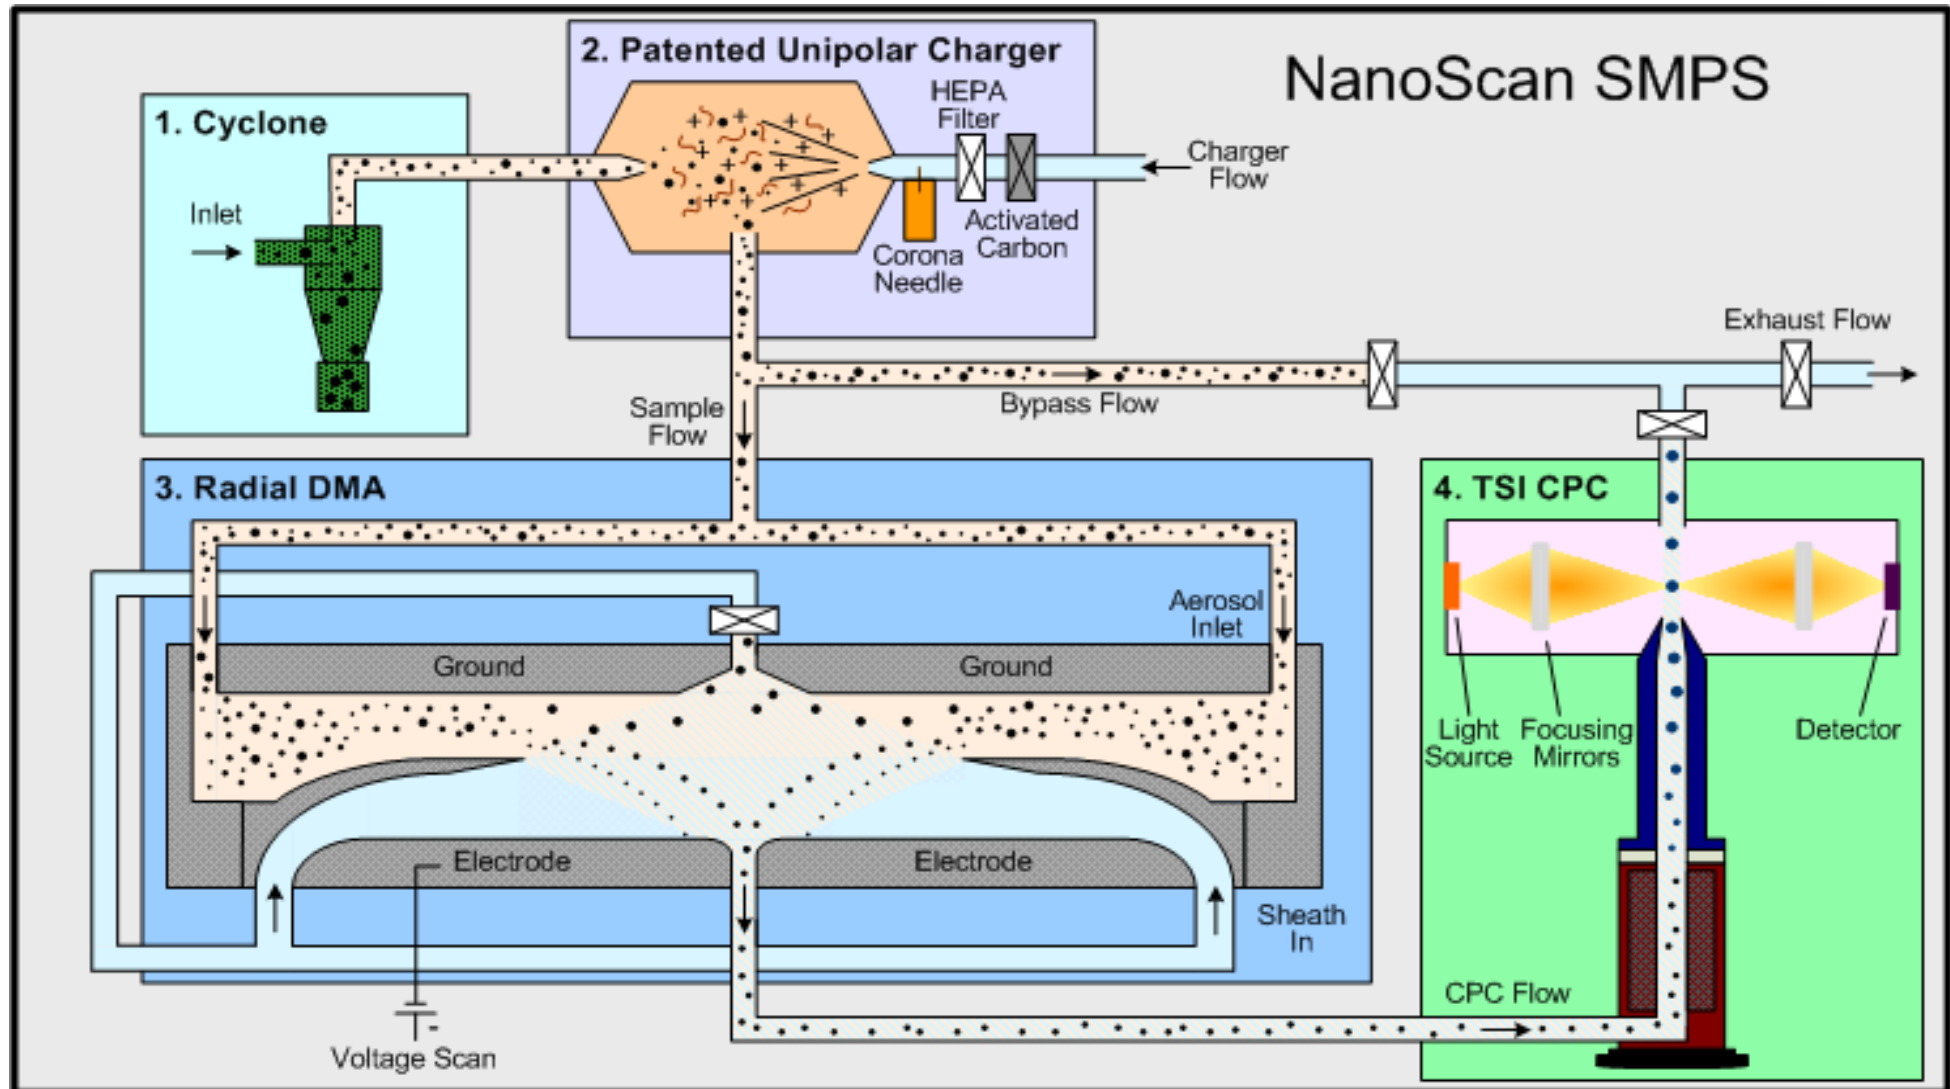 NanoScan SMPS
1. Cyclone
Inlet
2. Patented Unipolar Charger
HEPA
Filter
Charger
Flow
Activated
Carbon
Corona
Needle
Exhaust Flow
Bypass Flow
Sample
Flow
3. Radial DMA
Aerosol
Inlet
Ground
Ground
Electrode
Electrode
Sheath
In
-
Voltage Scan
4. TSI CPC
Light
Source
Focusing
Mirrors
Detector
CPC Flow